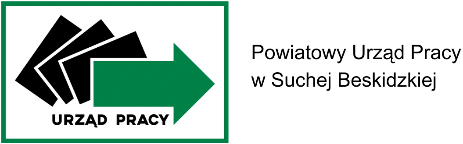 URZĄD PRACY
Powiatowy Urząd Pracy
w Suchej Beskidzkiej